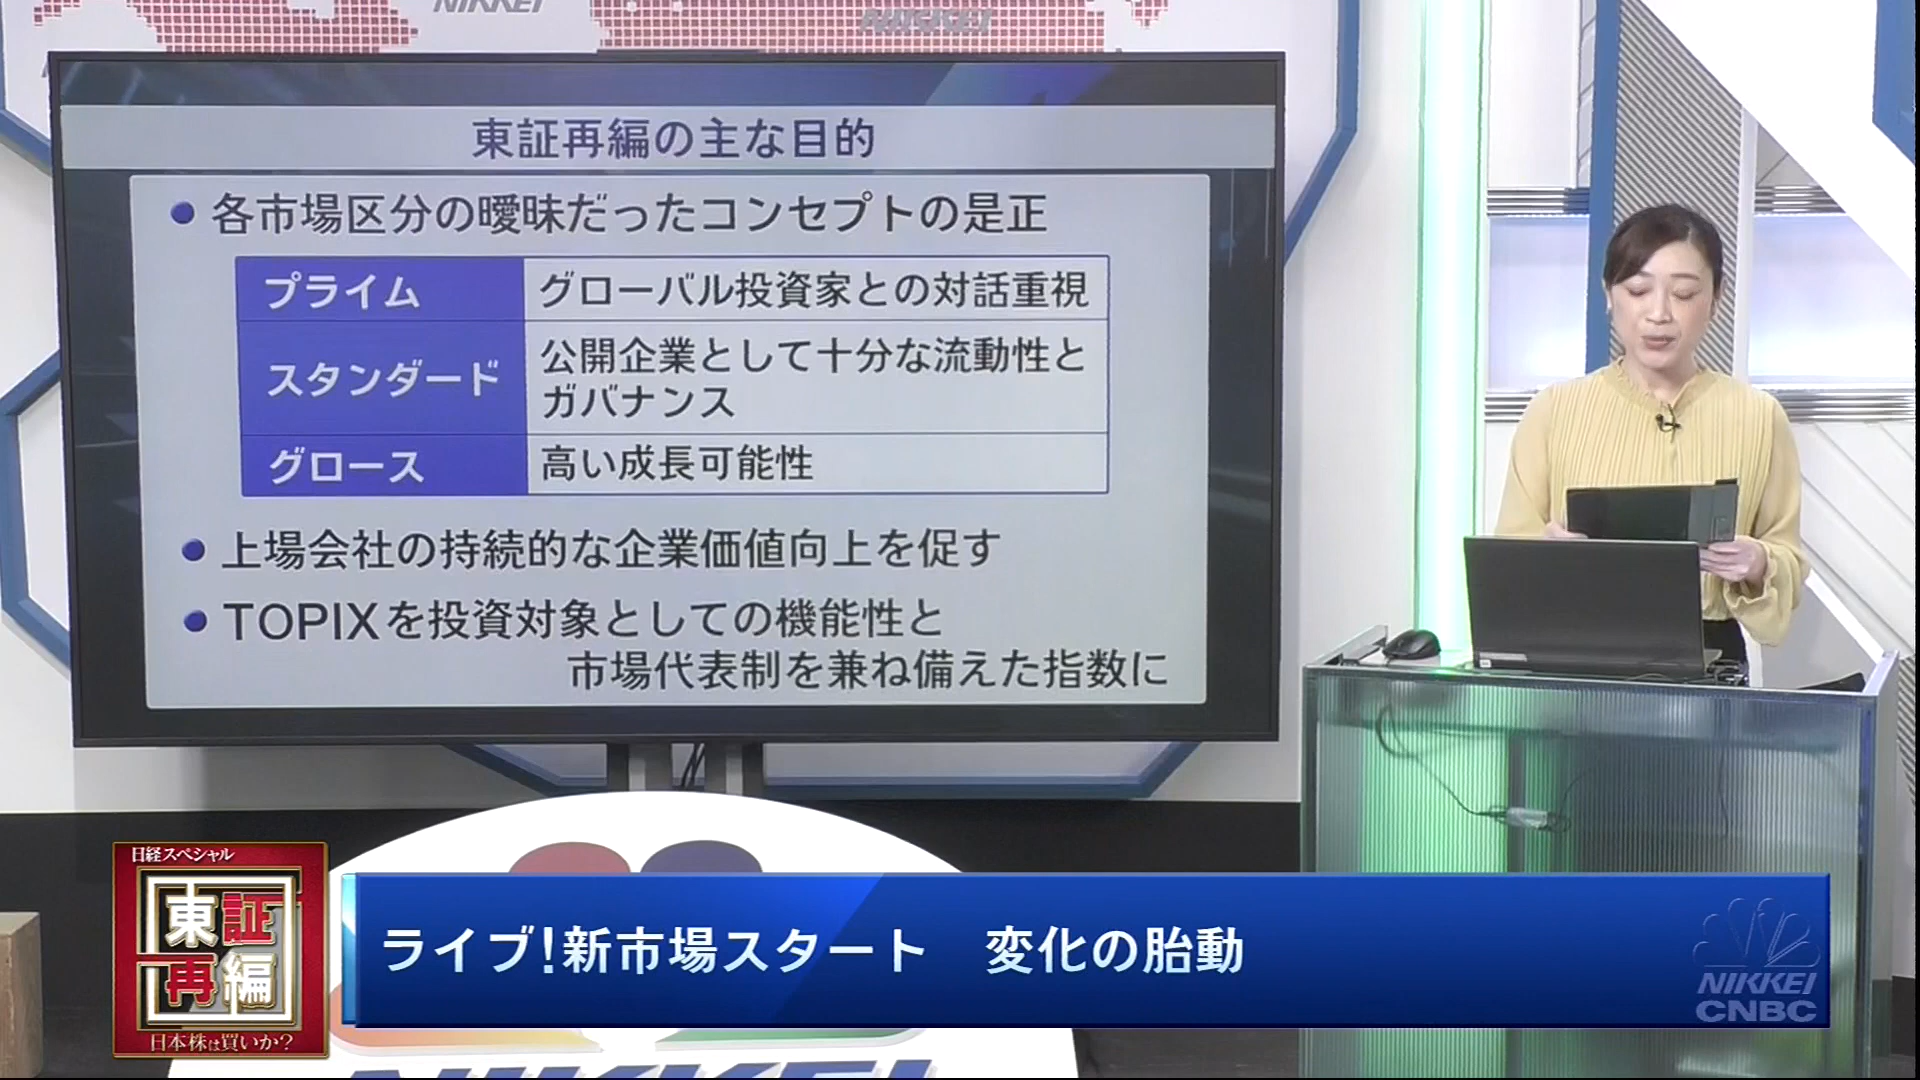 NIKKEI
NIKKEI
東証再編の主な目的
各市場区分の曖昧だったコンセプトの是正
プライム
グローバル投資家との対話重視
スタンダード
公開企業として十分な流動性と
ガバナンス
グロース
高い成長可能性
上場会社の持続的な企業価値向上を促す
TOPIXを投資対象としての機能性と
市場代表制を兼ね備えた指数に
日経スペシャル
東証
再編
日本株は買いか?
ライブ!新市場スタート 変化の胎動
NIKKEI
CNBC
NIKKEI